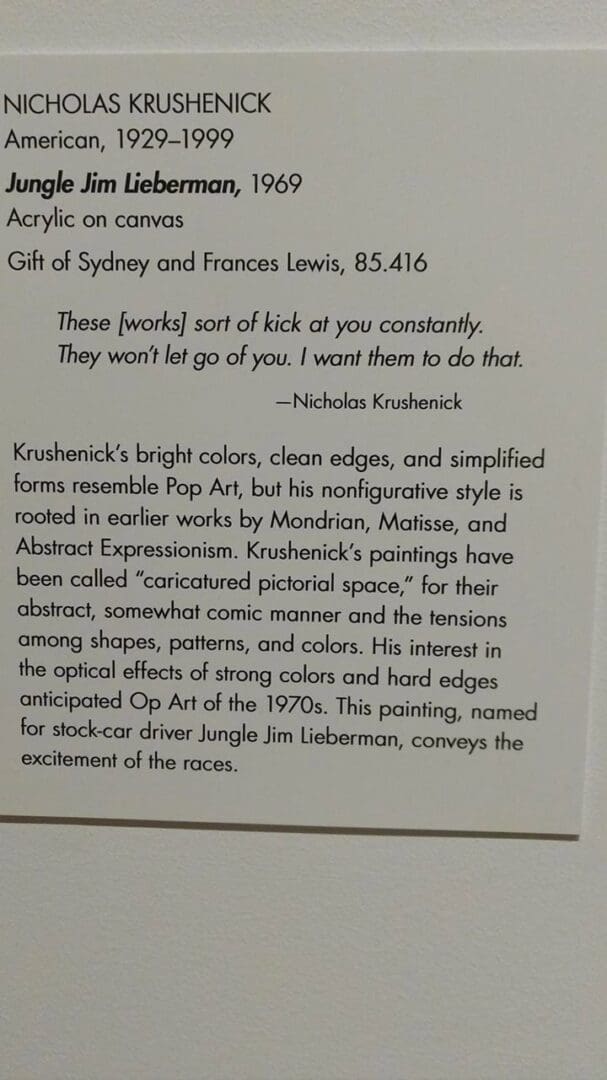 NICHOLAS KRUSHENICK
American, 1929–1999
Jungle Jim Lieberman, 1969
Acrylic on canvas
Gift of Sydney and Frances Lewis, 85.416
These [works] sort of kick at you constantly.
They won't let go of you. I want them to do that.
—Nicholas Krushenick
Krushenick's bright colors, clean edges, and simplified
forms resemble Pop Art, but his nonfigurative style is
rooted in earlier works by Mondrian, Matisse, and
Abstract Expressionism. Krushenick's paintings have
been called "caricatured pictorial space," for their
abstract, somewhat comic manner and the tensions
among shapes, patterns, and colors. His interest in
the optical effects of strong colors and hard edges
anticipated Op Art of the 1970s. This painting, named
for stock-car driver Jungle Jim Lieberman, conveys the
excitement of the races.